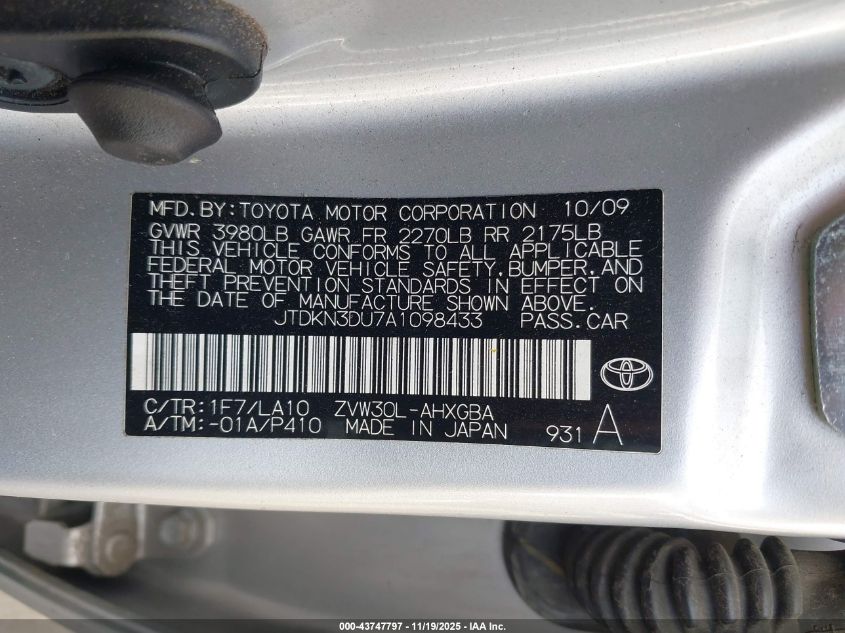 MFD. BY: TOYOTA MOTOR CORPORATION 10/09
GVWR 3980LB GAWR FR 2270LB RR 2175LB
THIS VEHICLE CONFORMS TO ALL APPLICABLE
FEDERAL MOTOR VEHICLE SAFETY, BUMPER, AND
THEFT PREVENTION STANDARDS IN EFFECT ON
THE DATE OF MANUFACTURE SHOWN ABOVE.
JTDKN3DU7A1098433 PASS. CAR
C/TR: 1F7/LA10 ZVW30L-AHXGBA
A/TM: -01A/P410 MADE IN JAPAN 931 A
000-43747797 - 11/19/2025 - IAA Inc.